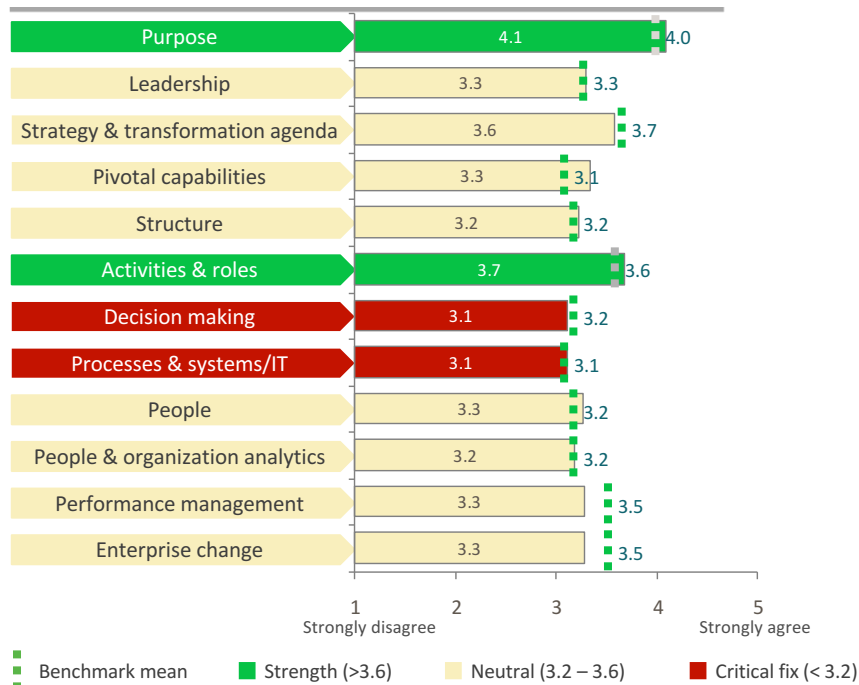 Purpose 4.1 4.0
Leadership 3.3 3.3
Strategy & transformation agenda 3.6 3.7
Pivotal capabilities 3.3 3.1
Structure 3.2 3.2
Activities & roles 3.7 3.6
Decision making 3.1 3.2
Processes & systems/IT 3.1 3.1
People 3.3 3.2
People & organization analytics 3.2 3.2
Performance management 3.3 3.5
Enterprise change 3.3 3.5
1 2 3 4 5
Strongly disagree Strongly agree
Benchmark mean Strength (>3.6) Neutral (3.2 – 3.6) Critical fix (< 3.2)